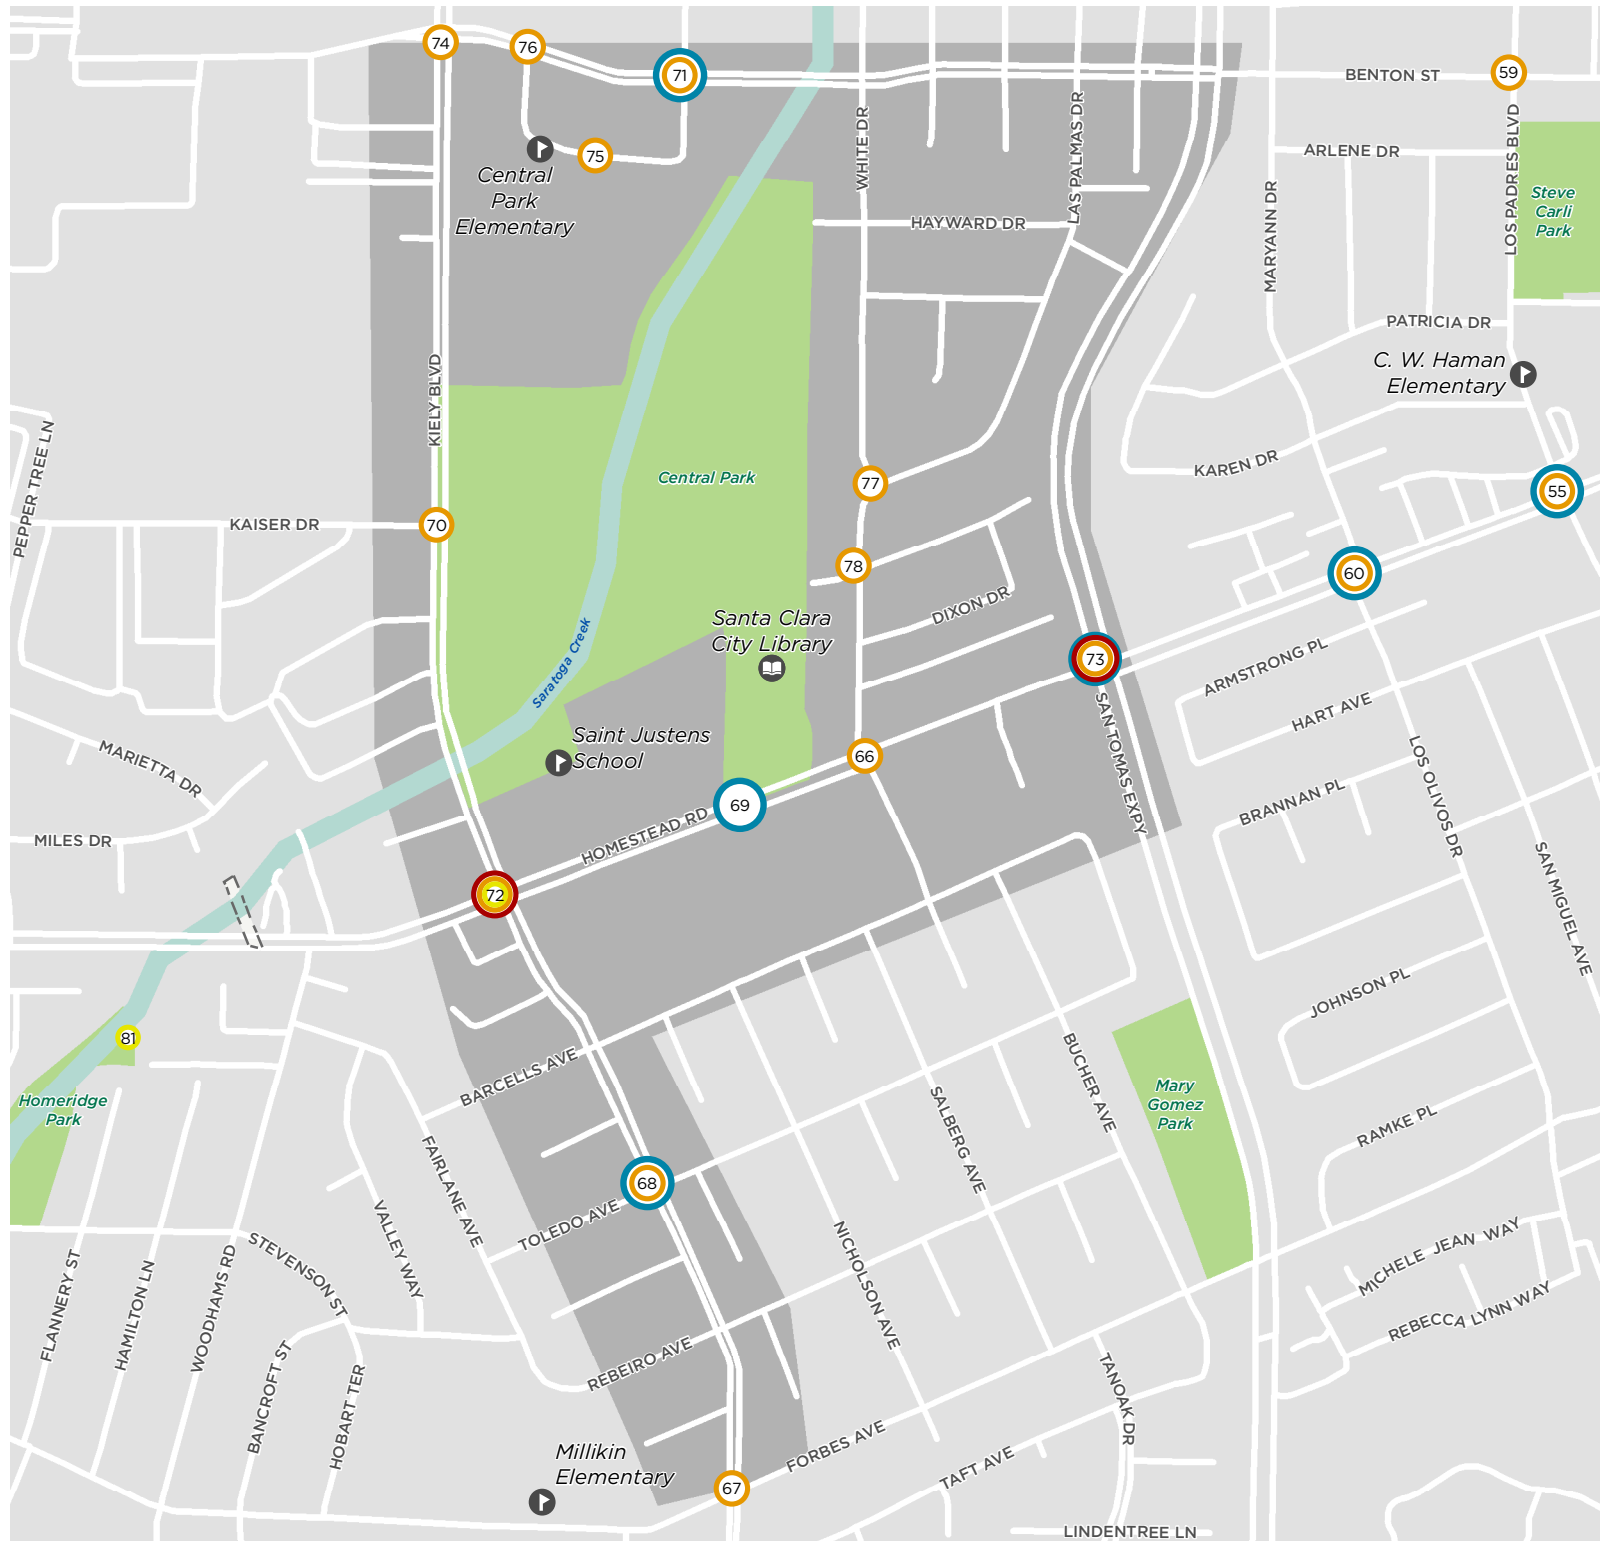 74
76
71
59
BENTON ST
75
Central
Park
Elementary
WHITE DR
LAS PALMAS DR
HAYWARD DR
MARYANN DR
ARLENE DR
LOS PADRES BLVD
Steve
Carli
Park
PATRICIA DR
C. W. Haman
Elementary
KIELY BLVD
KAREN DR
PEPPER TREE LN
KAISER DR
70
Central Park
77
78
55
60
DIXON DR
Santa Clara
City Library
Saratoga Creek
73
ARMSTRONG PL
HART AVE
Saint Justens
School
66
69
HOMESTEAD RD
SAN TOMAS EXPY
MARIETTA DR
MILES DR
BRANNAN PL
LOS OLIVOS DR
SAN MIGUEL AVE
72
JOHNSON PL
81
Homeridge
Park
BARCELLS AVE
BUCHER AVE
SALBERG AVE
Mary
Gomez
Park
RAMKE PL
FAIRLANE AVE
68
TOLEDO AVE
VALLEY WAY
STEVENSON ST
FLANNERY ST
HAMILTON LN
WOODHAMS RD
NICHOLSON AVE
MICHELE JEAN WAY
REBECCA LYNN WAY
BANCROFT ST
HOBART TER
REBEIRO AVE
TANOAK DR
Millikin
Elementary
67
FORBES AVE
TAFT AVE
LINDENTREE LN